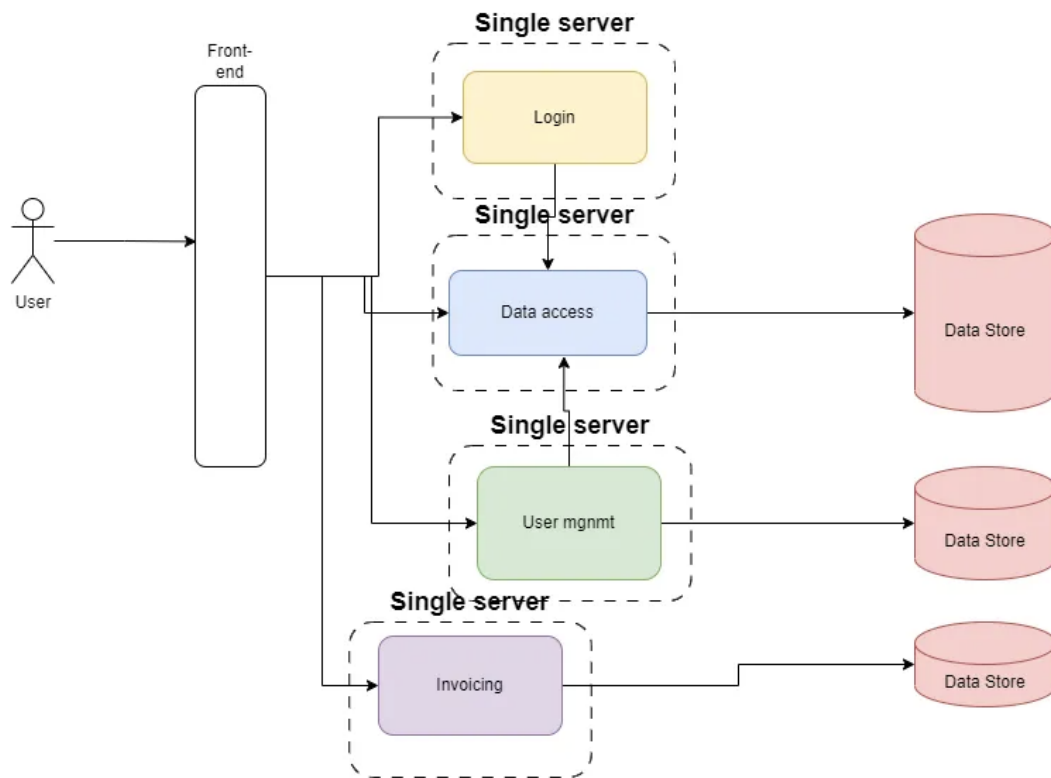 Single server
Front-
end
Login
Single server
User
Data access
Data Store
Single server
User mgnmt
Data Store
Single server
Invoicing
Data Store